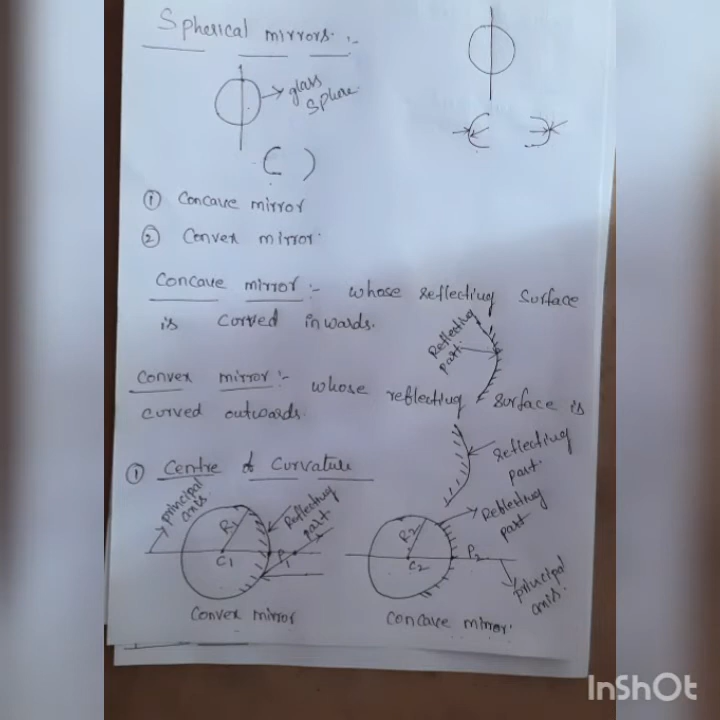 Spherical mirrors :-
glass
sphere.
① Concave mirror
② Convex mirror.
Concave mirror :- whose reflecting surface
is corved inwards.
Reflecting
part.
Convex mirror :- whose reflecting surface is
curved outwards.
Reflecting
part.
① Centre of Curvature
principal
axis.
R1
C1
P1
Reflecting
part.
Convex mirror
R2
C2
P2
Reflecting
part
principal
axis.
Concave mirror.
InShOt